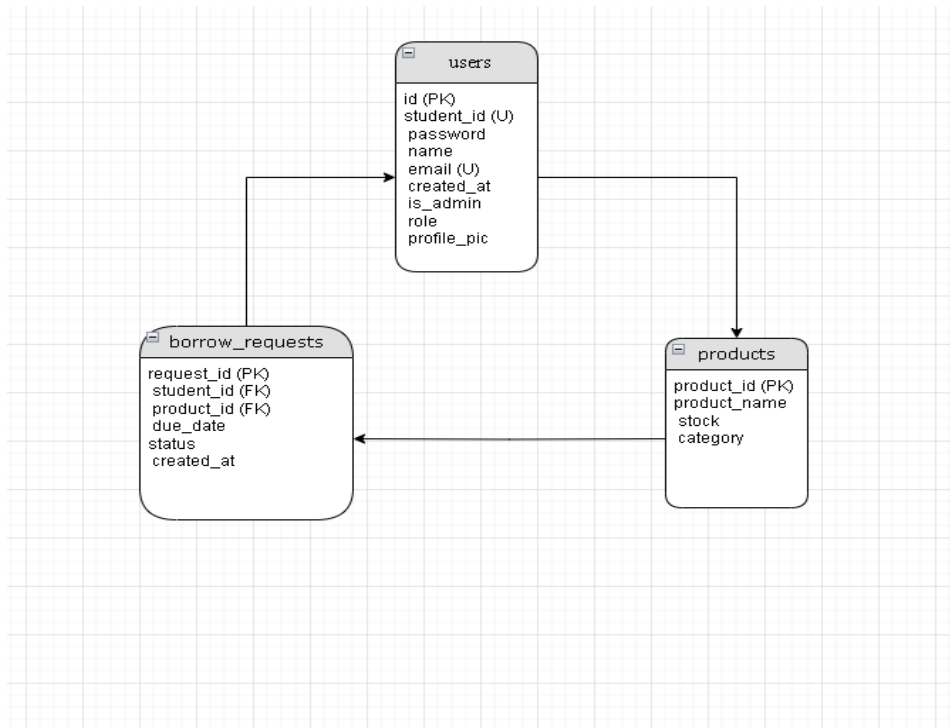 users
id (PK)
student_id (U)
password
name
email (U)
created_at
is_admin
role
profile_pic
borrow_requests
request_id (PK)
student_id (FK)
product_id (FK)
due_date
status
created_at
products
product_id (PK)
product_name
stock
category